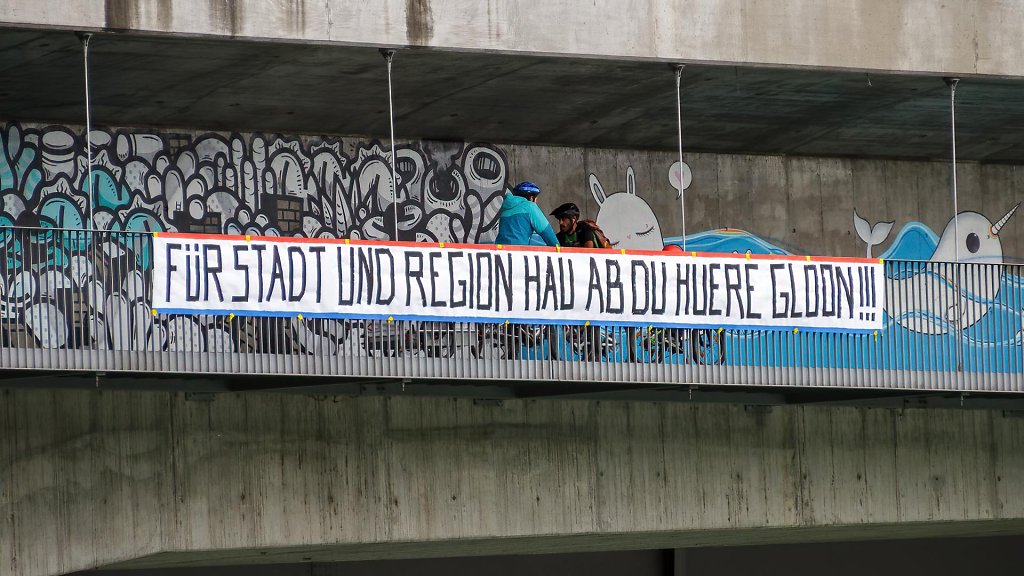 FÜR STADT UND REGION HAU AB DU HUERE GLOON!!!